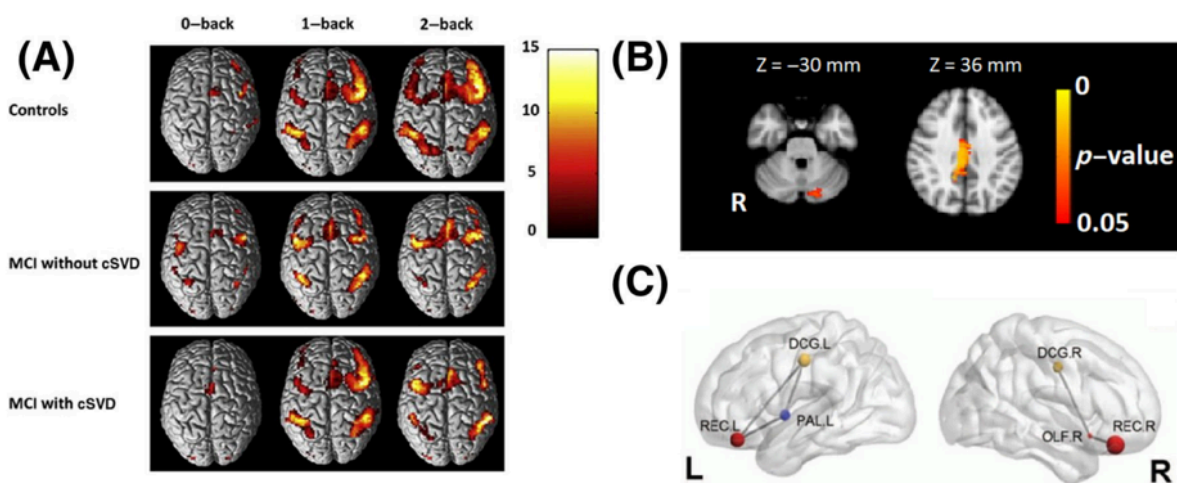 (A)
0–back 1–back 2–back
Controls
MCI without cSVD
MCI with cSVD
15
10
5
0
(B)
Z = −30 mm Z = 36 mm
R
0
p–value
0.05
(C)
DCG.L
REC.L
PAL.L
L
DCG.R
OLF.R
REC.R
R